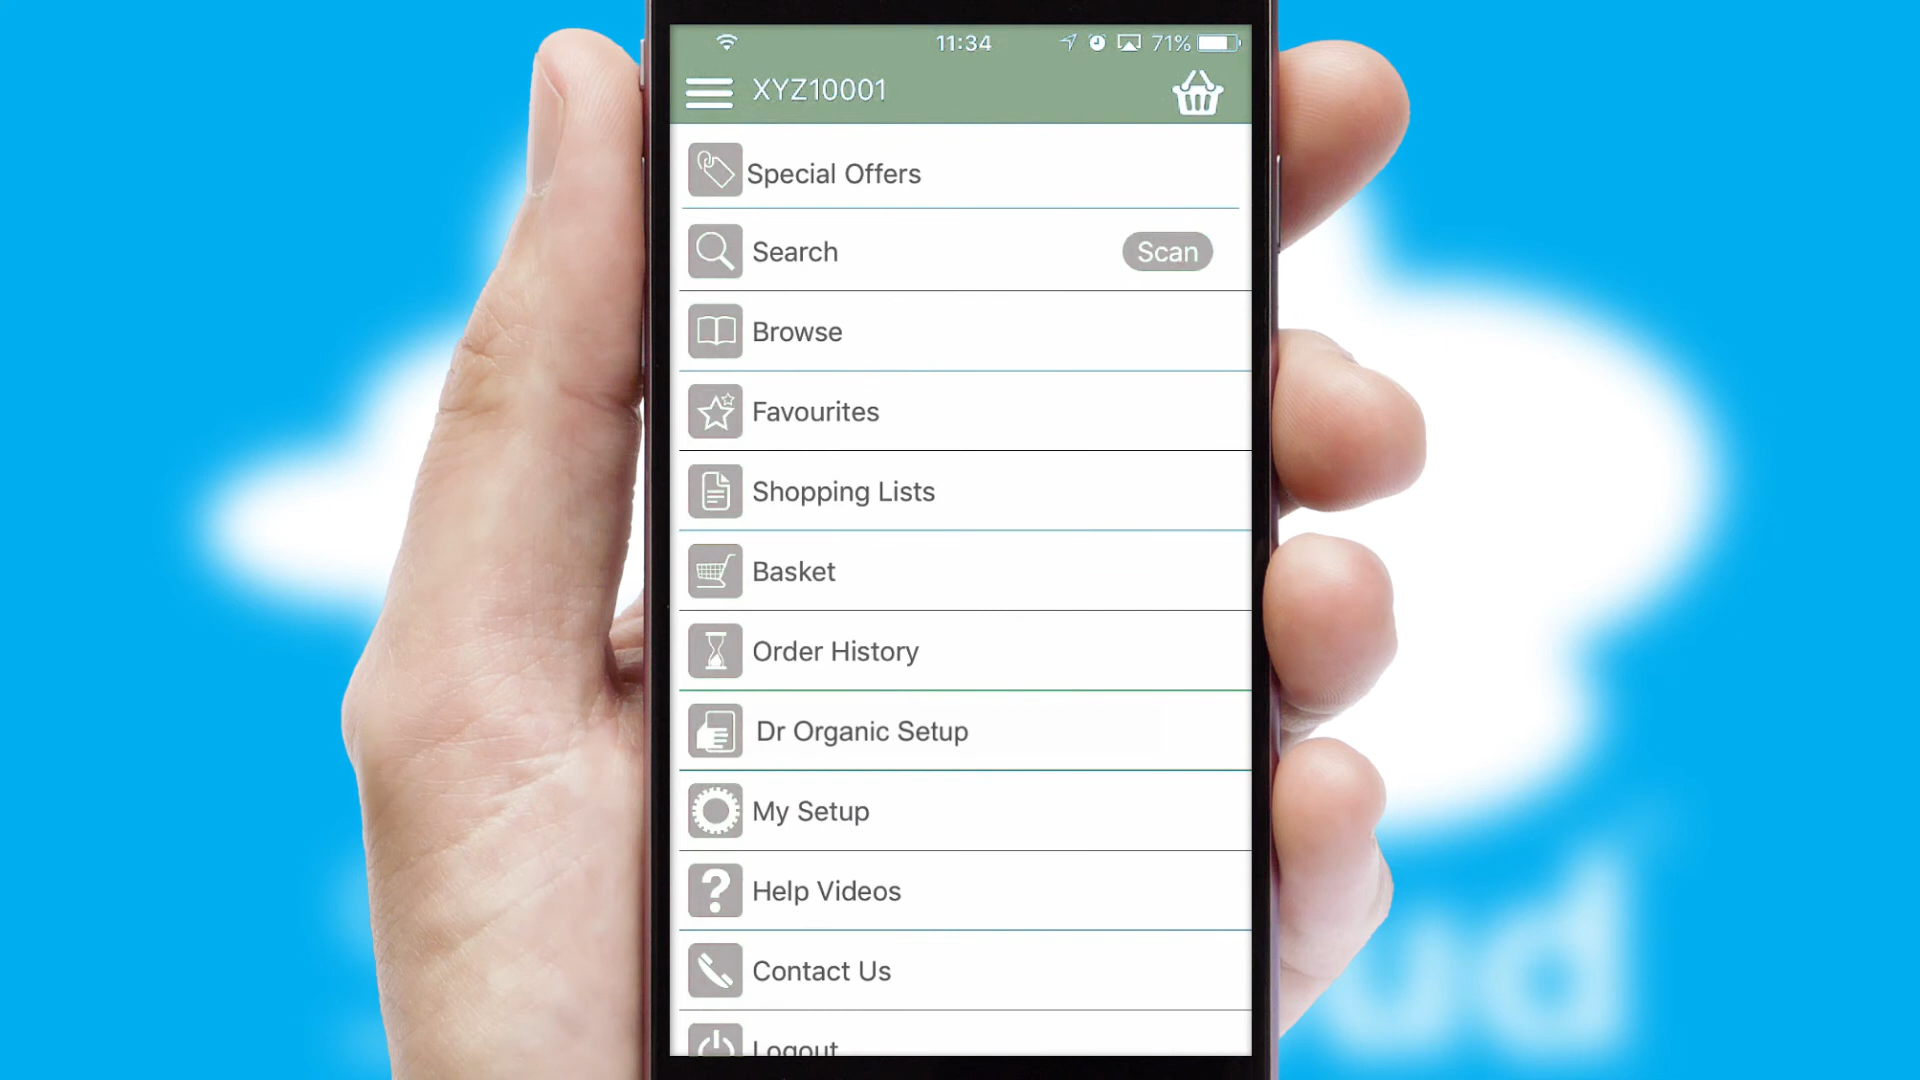 11:34 71%
XYZ10001
Special Offers
Search Scan
Browse
Favourites
Shopping Lists
Basket
Order History
Dr Organic Setup
My Setup
Help Videos
Contact Us
Logout
ud